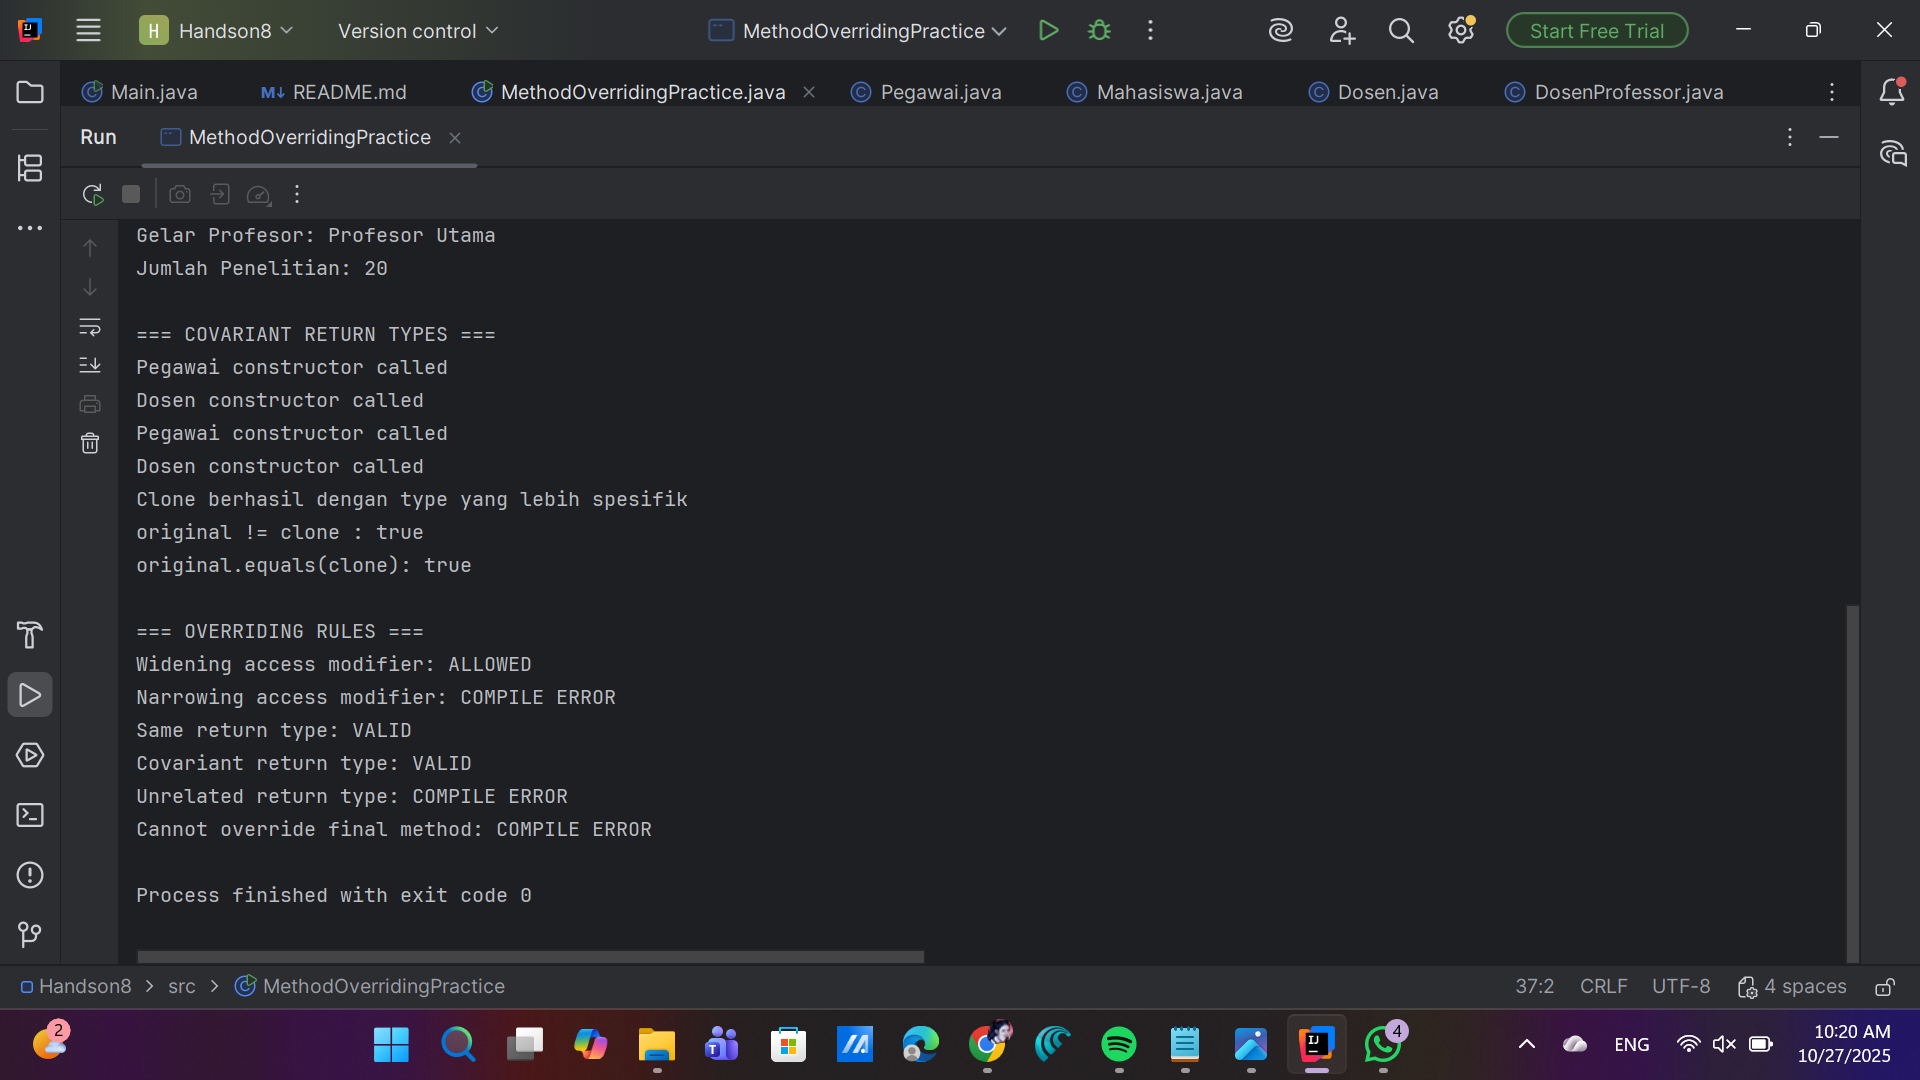 H Handson8 Version control MethodOverridingPractice Start Free Trial
Main.java M↓ README.md MethodOverridingPractice.java Pegawai.java Mahasiswa.java Dosen.java DosenProfessor.java
Run MethodOverridingPractice
Gelar Profesor: Profesor Utama
Jumlah Penelitian: 20
=== COVARIANT RETURN TYPES ===
Pegawai constructor called
Dosen constructor called
Pegawai constructor called
Dosen constructor called
Clone berhasil dengan type yang lebih spesifik
original != clone : true
original.equals(clone): true
=== OVERRIDING RULES ===
Widening access modifier: ALLOWED
Narrowing access modifier: COMPILE ERROR
Same return type: VALID
Covariant return type: VALID
Unrelated return type: COMPILE ERROR
Cannot override final method: COMPILE ERROR
Process finished with exit code 0
Handson8 > src > MethodOverridingPractice 37:2 CRLF UTF-8 4 spaces
2 4 ENG 10:20 AM
10/27/2025